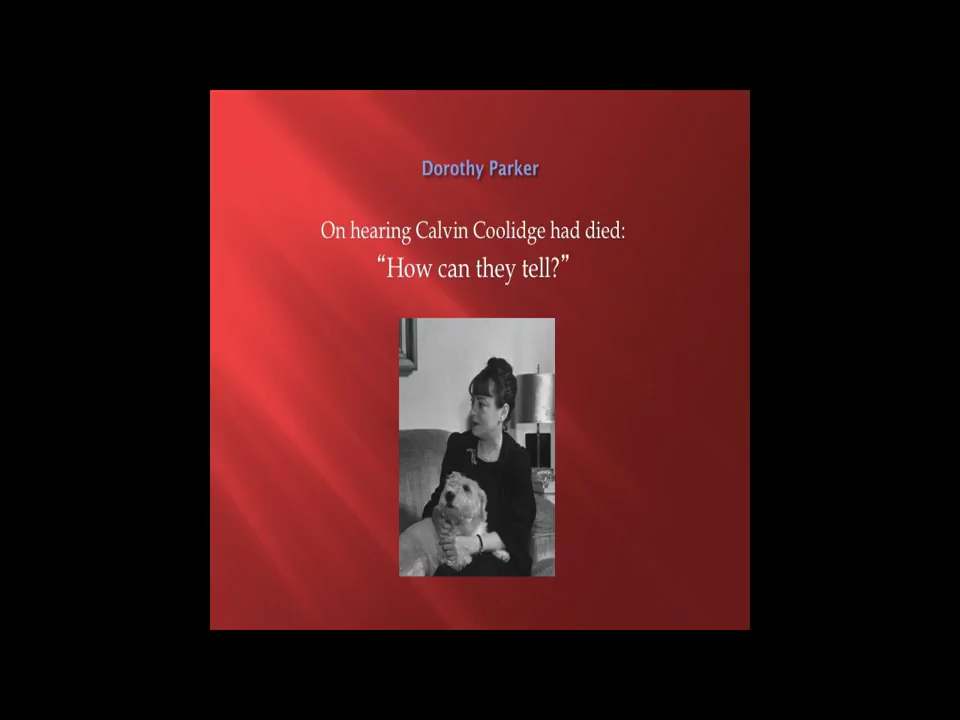 Dorothy Parker
On hearing Calvin Coolidge had died:
“How can they tell?”